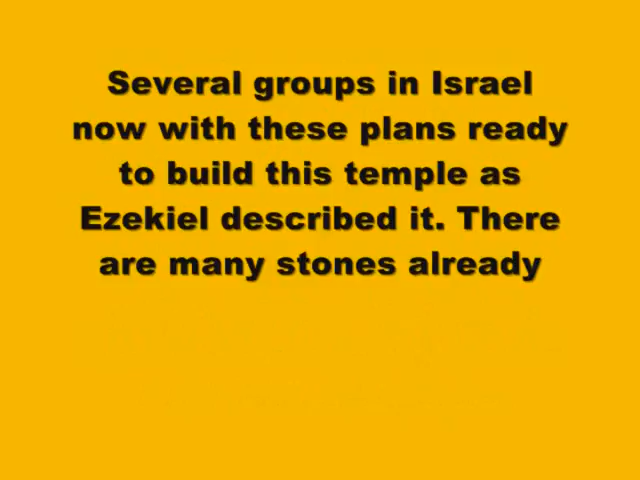 Several groups in Israel
now with these plans ready
to build this temple as
Ezekiel described it. There
are many stones already